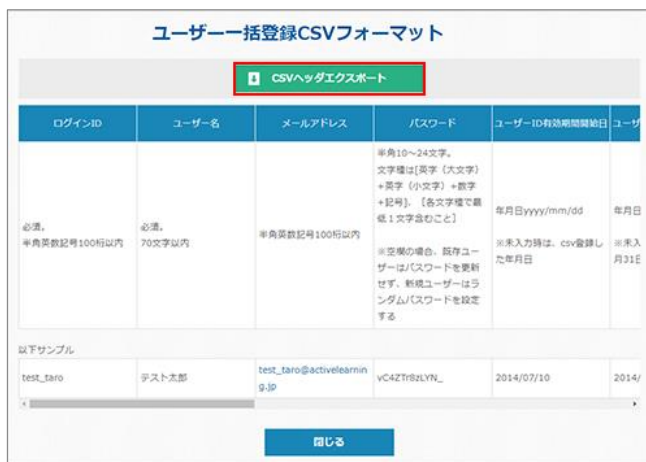 ユーザー一括登録CSVフォーマット
CSVヘッダエクスポート
ログインID
ユーザー名
メールアドレス
パスワード
ユーザーID有効期間開始日
ユーザ
必須。
半角英数記号100桁以内
必須。
70文字以内
半角英数記号100桁以内
半角10～24文字。
文字種は[英字（大文字）
+英字（小文字）+数字
+記号]。【各文字種で最
低１文字含むこと】
※空欄の場合、既存ユー
ザーはパスワードを更新
せず、新規ユーザーはラ
ンダムパスワードを設定
する
年月日yyyy/mm/dd
※未入力時は、csv登録し
た年月日
年月日
※未入
月31日
以下サンプル
test_taro
テスト太郎
test_taro@activelearnin
g.jp
vC4ZTr8zLYN_
2014/07/10
2014/
閉じる